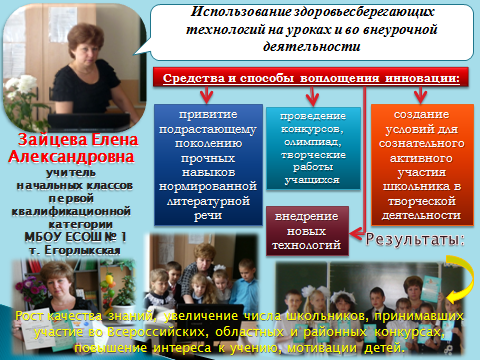 Использование здоровьесберегающих
технологий на уроках и во внеурочной
деятельности
Средства и способы воплощения инновации:
Зайцева Елена
Александровна
учитель
начальных классов
первой
квалификационной
категории
МБОУ ЕСОШ № 1
т. Егорлыкская
привитие
подрастающему
поколению
прочных
навыков
нормированной
литературной
речи
проведение
конкурсов,
олимпиад,
творческие
работы
учащихся
внедрение
новых
технологий
создание
условий для
сознательного
активного
участия
школьника в
творческой
деятельности
Результаты:
Рост качества знаний, увеличение числа школьников, принимавших
участие во Всероссийских, областных и районных конкурсах,
повышение интереса к учению, мотивации детей.